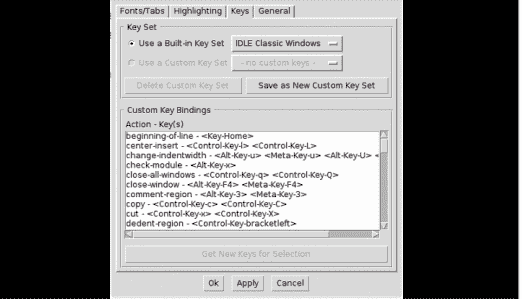 Fonts/Tabs Highlighting Keys General
Key Set
Use a Built-in Key Set IDLE Classic Windows
Use a Custom Key Set - no custom keys -
Delete Custom Key Set Save as New Custom Key Set
Custom Key Bindings
Action - Key(s)
beginning-of-line - <Key-Home>
center-insert - <Control-Key-l> <Control-Key-L>
change-indentwidth - <Alt-Key-u> <Meta-Key-u> <Alt-Key-U> <
check-module - <Alt-Key-x>
close-all-windows - <Control-Key-q> <Control-Key-Q>
close-window - <Alt-Key-F4> <Meta-Key-F4>
comment-region - <Alt-Key-3> <Meta-Key-3>
copy - <Control-Key-c> <Control-Key-C>
cut - <Control-Key-x> <Control-Key-X>
dedent-region - <Control-Key-bracketleft>
Get New Keys for Selection
Ok Apply Cancel